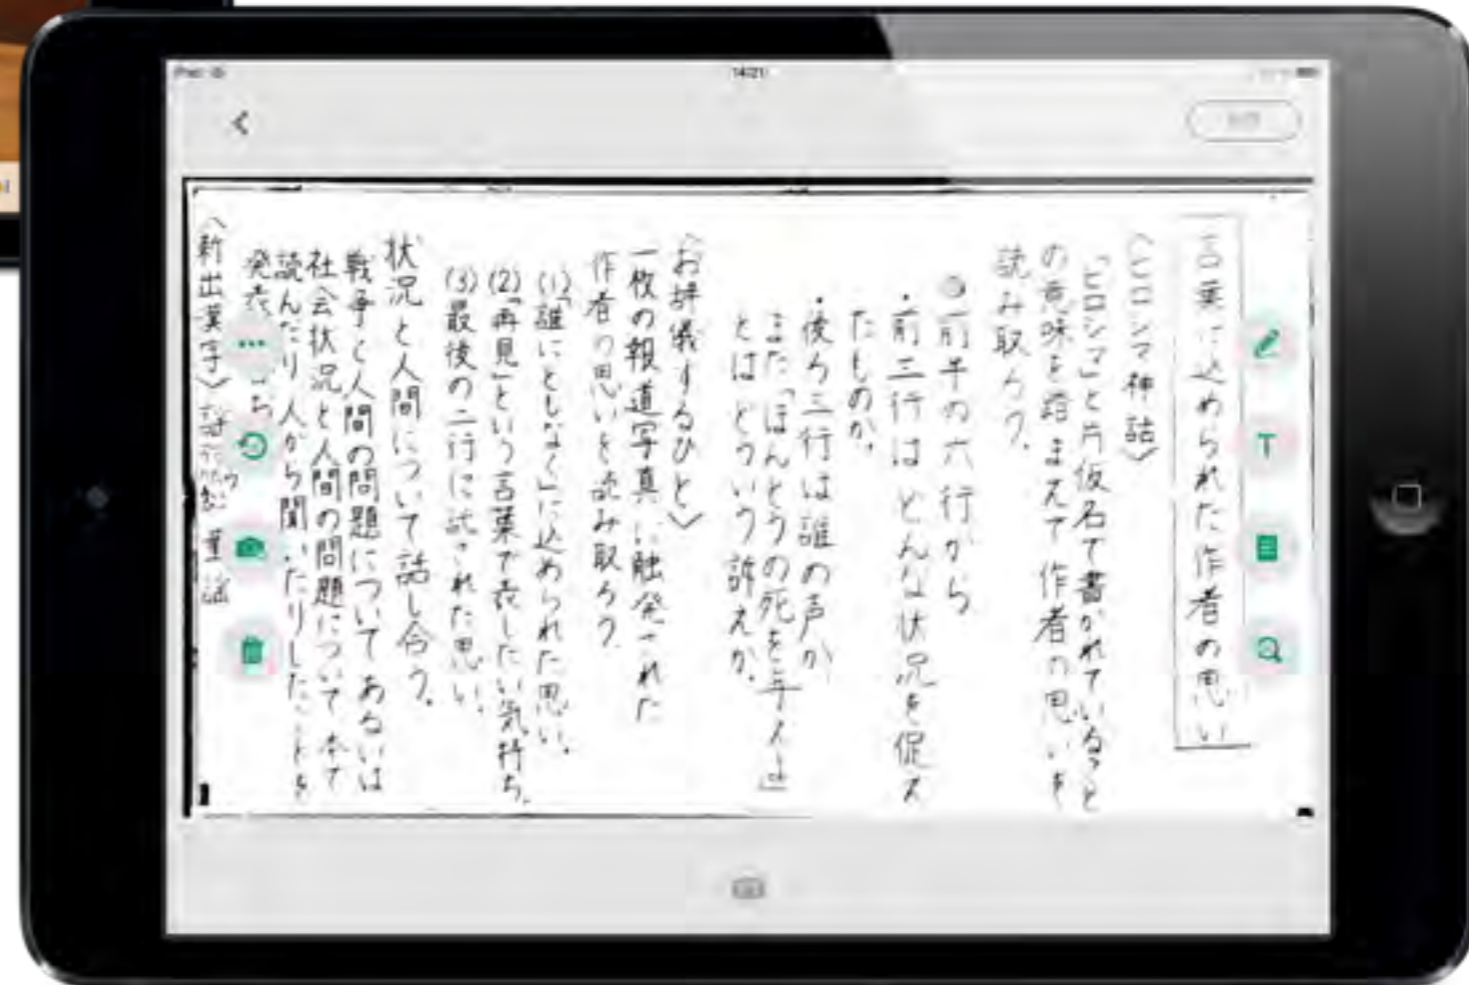 14:21
言葉に込められた作者の思い
〈ヒロシマ神話〉
「ヒロシマ」と片仮名で書かれていること
の意味を踏まえて作者の思いを
読み取ろう。
◎前半の六行から
・前三行はどんな状況を促え
たものか。
・後ろ三行は誰の声か
また「ほんとうの死を与えよ」
とはどういう訴えか。
〈お辞儀するひと〉
一枚の報道写真に触発された
作者の思いを読み取ろう。
(1)「誰にともなく」に込められた思い。
(2)「再見」という言葉で表したい気持ち。
(3)最後の二行に託された思い。
状況と人間について話し合う。
戦争と人間の問題についてあるいは
社会状況と人間の問題について本で
読んだり人から聞いたりしたことを
発表
〈新出漢字〉
童謡
T